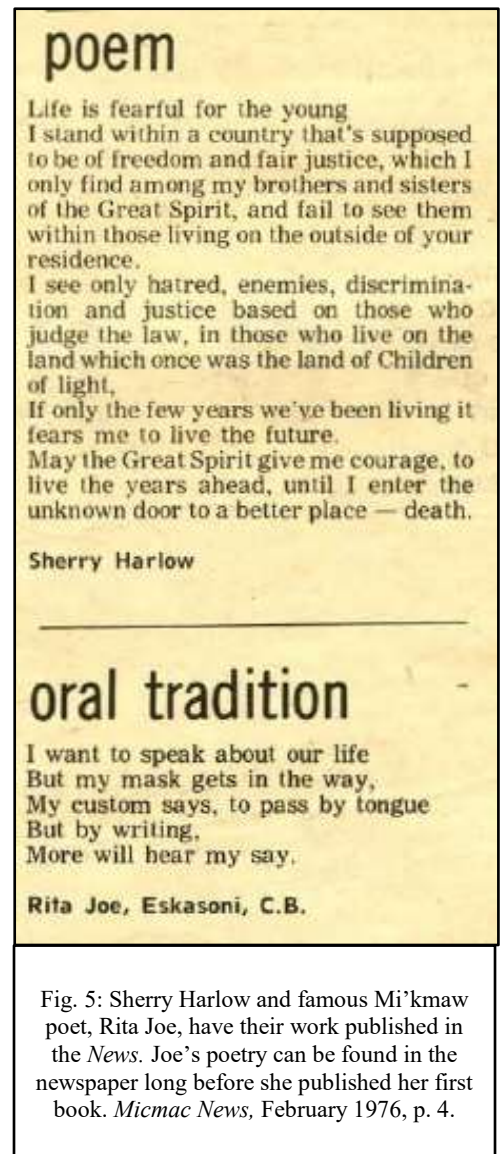 poem
Life is fearful for the young
I stand within a country that's supposed
to be of freedom and fair justice, which I
only find among my brothers and sisters
of the Great Spirit, and fail to see them
within those living on the outside of your
residence.
I see only hatred, enemies, discrimina-
tion and justice based on those who
judge the law, in those who live on the
land which once was the land of Children
of light,
If only the few years we've been living it
fears me to live the future.
May the Great Spirit give me courage, to
live the years ahead, until I enter the
unknown door to a better place — death.
Sherry Harlow
oral tradition
I want to speak about our life
But my mask gets in the way,
My custom says, to pass by tongue
But by writing,
More will hear my say.
Rita Joe, Eskasoni, C.B.
Fig. 5: Sherry Harlow and famous Mi'kmaw
poet, Rita Joe, have their work published in
the News. Joe's poetry can be found in the
newspaper long before she published her first
book. Micmac News, February 1976, p. 4.